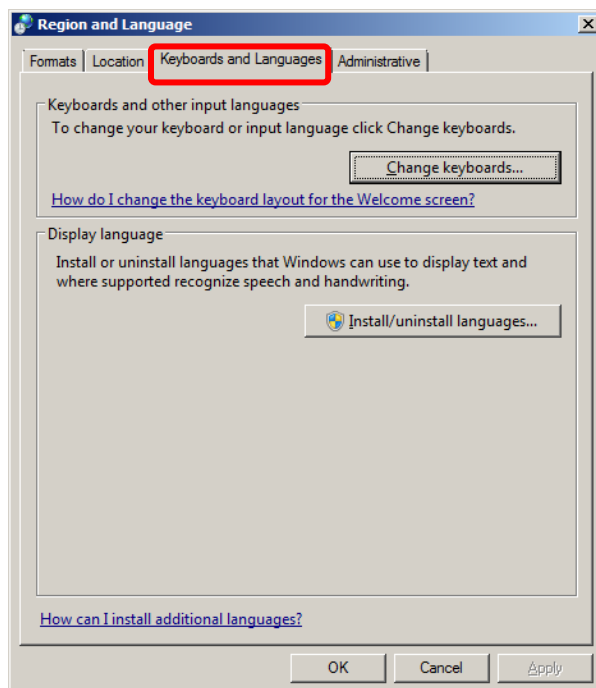 Region and Language
Formats Location Keyboards and Languages Administrative
Keyboards and other input languages
To change your keyboard or input language click Change keyboards.
Change keyboards...
How do I change the keyboard layout for the Welcome screen?
Display language
Install or uninstall languages that Windows can use to display text and
where supported recognize speech and handwriting.
Install/uninstall languages...
How can I install additional languages?
OK Cancel Apply